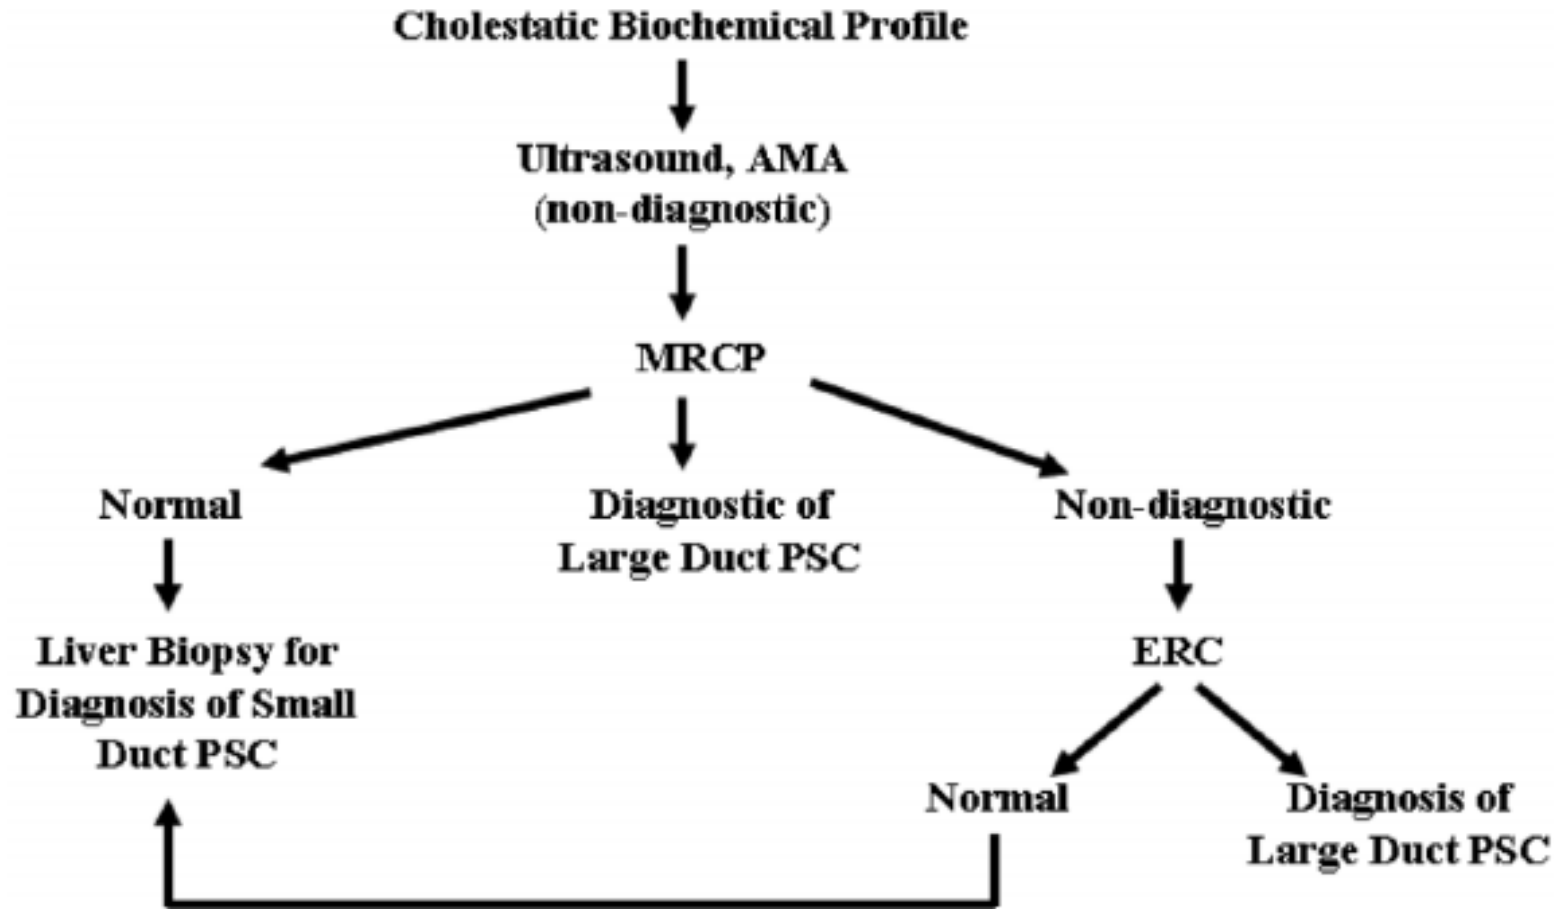 Cholestatic Biochemical Profile
Ultrasound, AMA
(non-diagnostic)
MRCP
Normal
Diagnostic of
Large Duct PSC
Non-diagnostic
Liver Biopsy for
Diagnosis of Small
Duct PSC
ERC
Normal
Diagnosis of
Large Duct PSC